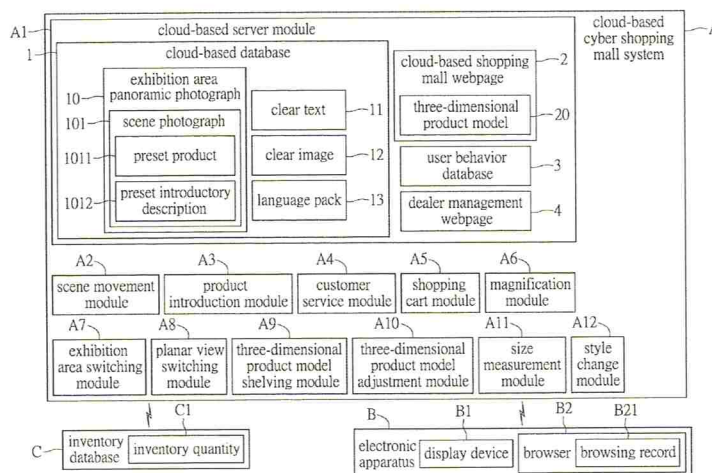 A1
cloud-based server module
cloud-based
cyber shopping
mall system
1
cloud-based database
cloud-based shopping
mall webpage
2
exhibition area
panoramic photograph
10
scene photograph
101
clear text
11
three-dimensional
product model
20
preset product
1011
clear image
12
user behavior
database
3
preset introductory
description
1012
language pack
13
dealer management
webpage
4
A2
A3
A4
A5
A6
scene movement
module
product
introduction module
customer
service module
shopping
cart module
magnification
module
A7
A8
A9
A10
A11
A12
exhibition
area switching
module
planar view
switching
module
three-dimensional
product model
shelving module
three-dimensional
product model
adjustment module
size
measurement
module
style
change
module
C1
B
B1
B2
B21
C
inventory
database
inventory quantity
electronic
apparatus
display device
browser
browsing record